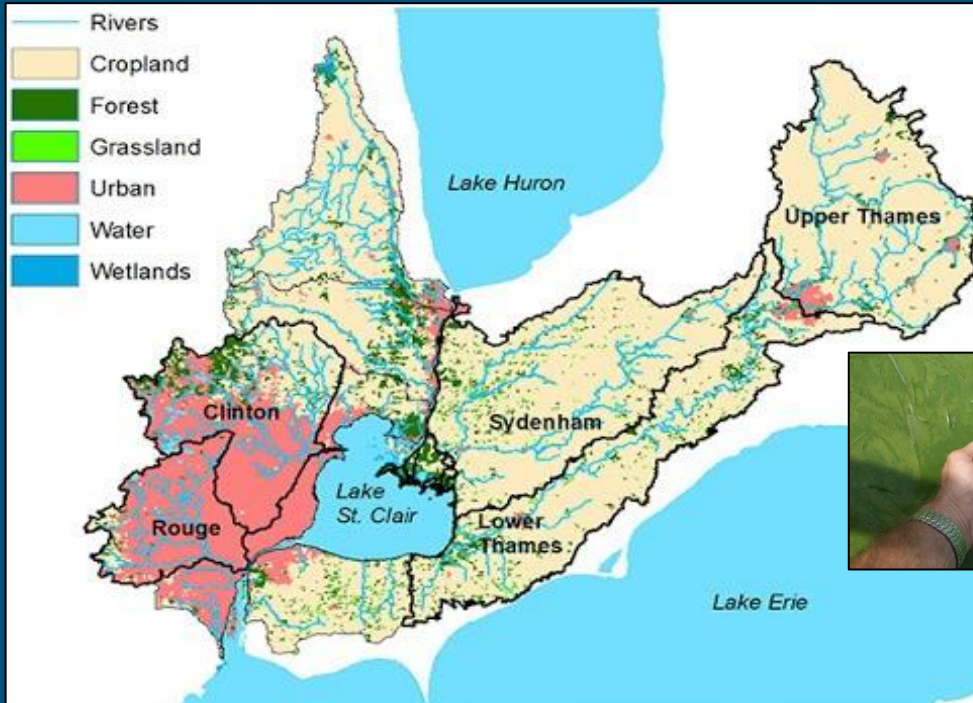 Rivers
Cropland
Forest
Grassland
Urban
Water
Wetlands
Lake Huron
Upper Thames
Clinton
Sydenham
Lake
St. Clair
Rouge
Lower
Thames
Lake Erie